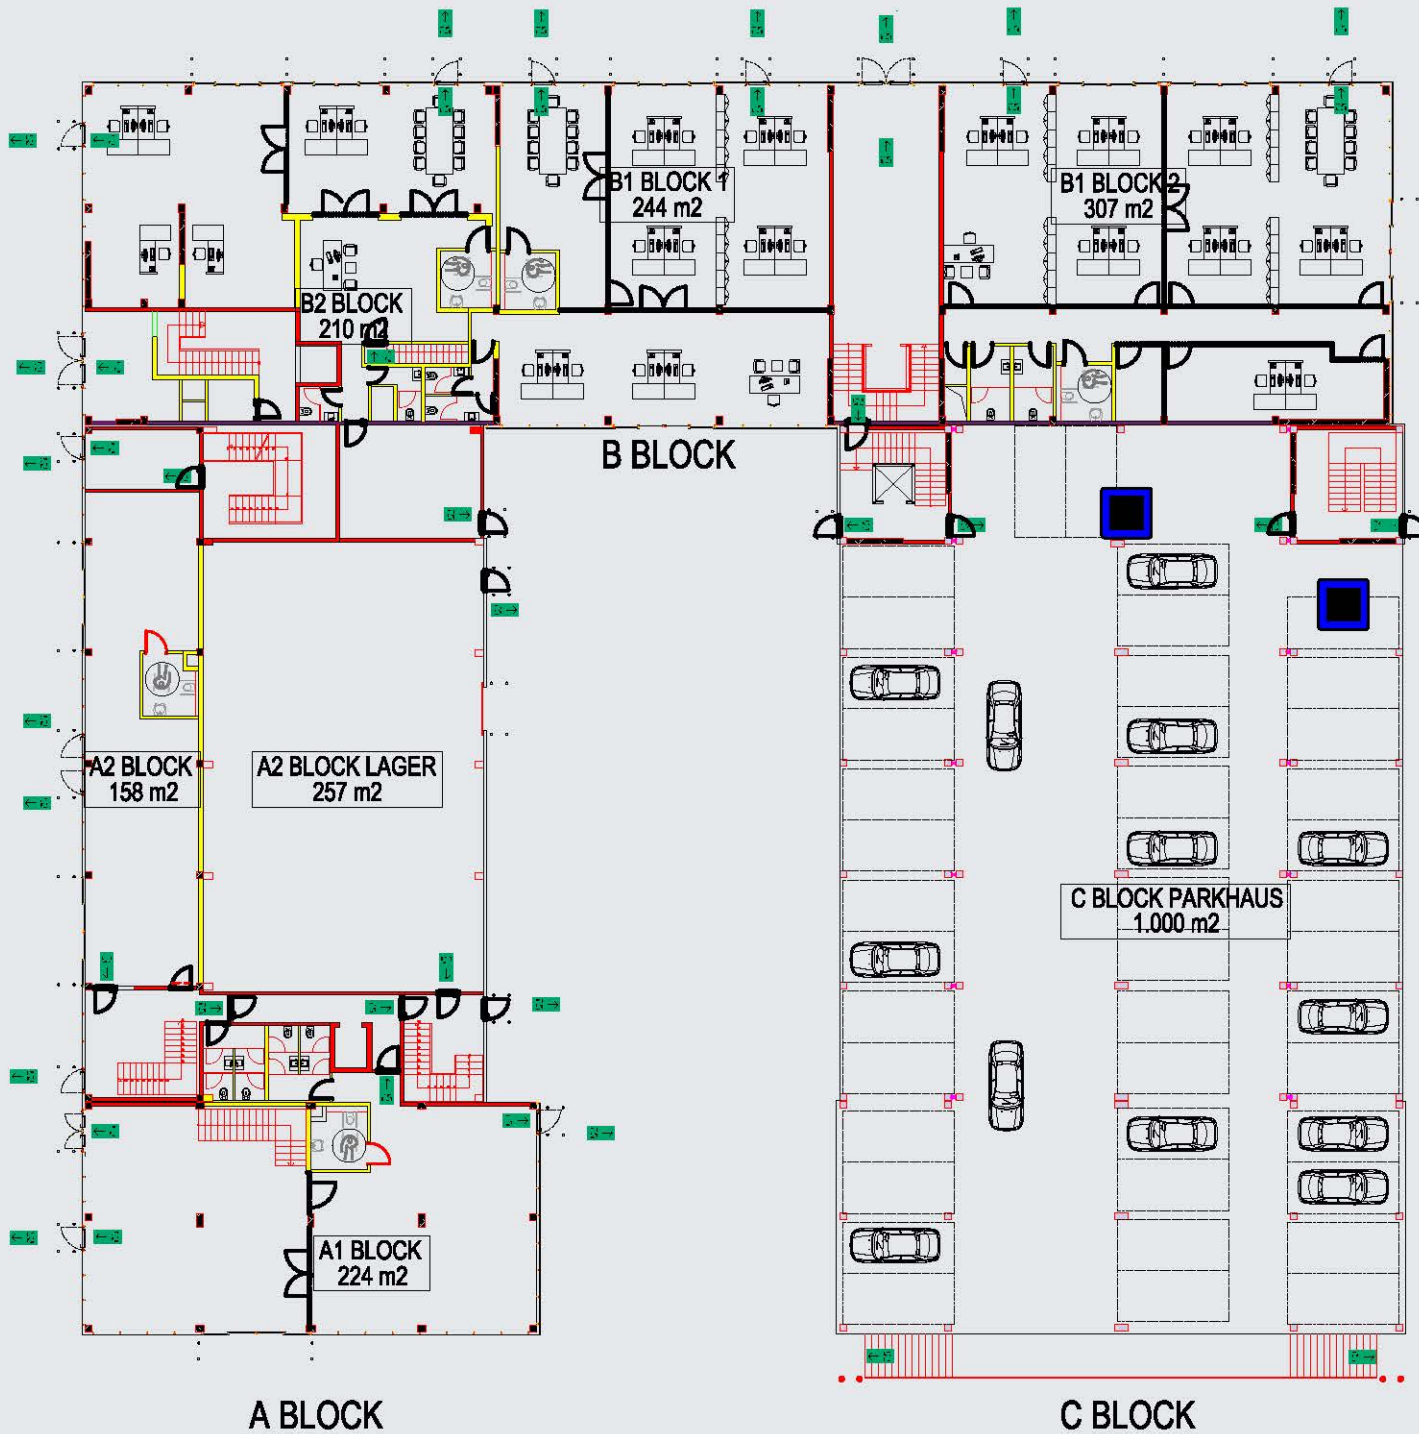 B1 BLOCK 1
244 m2
B1 BLOCK 2
307 m2
B2 BLOCK
210 m2
B BLOCK
A2 BLOCK
158 m2
A2 BLOCK LAGER
257 m2
C BLOCK PARKHAUS
1.000 m2
A1 BLOCK
224 m2
A BLOCK
C BLOCK